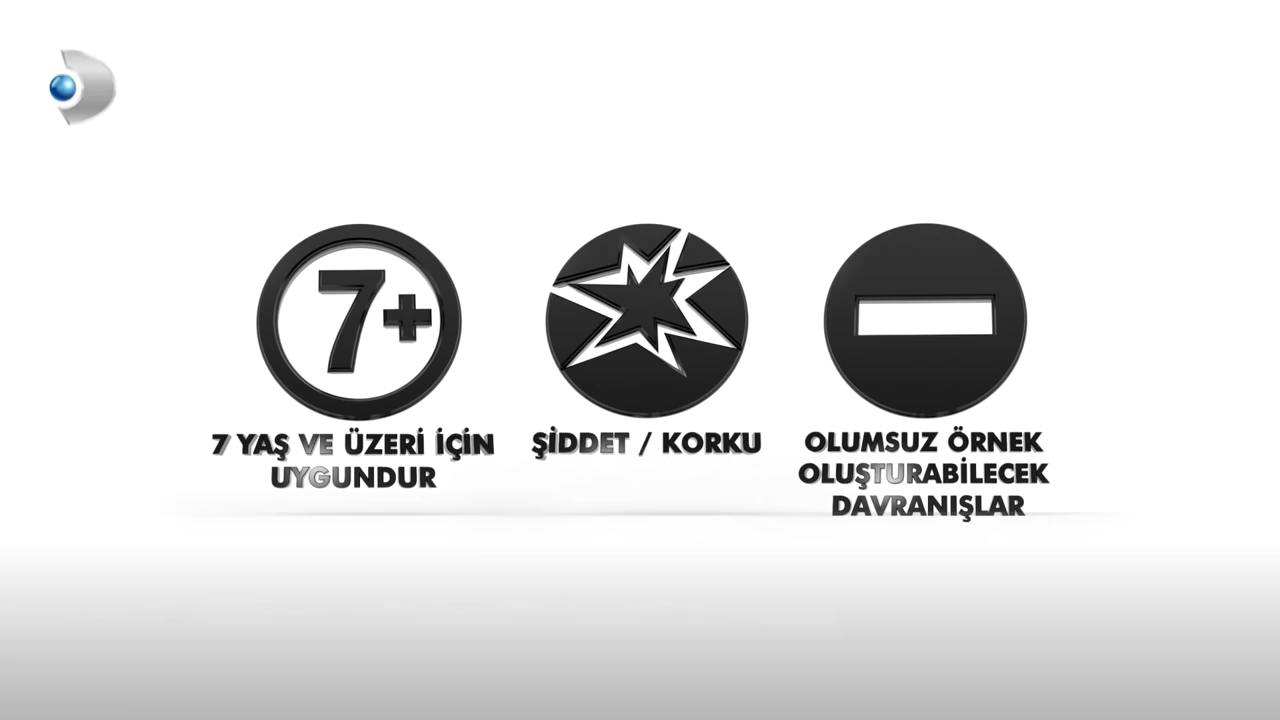 7+
7 YAŞ VE ÜZERİ İÇİN
UYGUNDUR
ŞİDDET / KORKU
OLUMSUZ ÖRNEK
OLUŞTURABİLECEK
DAVRANIŞLAR